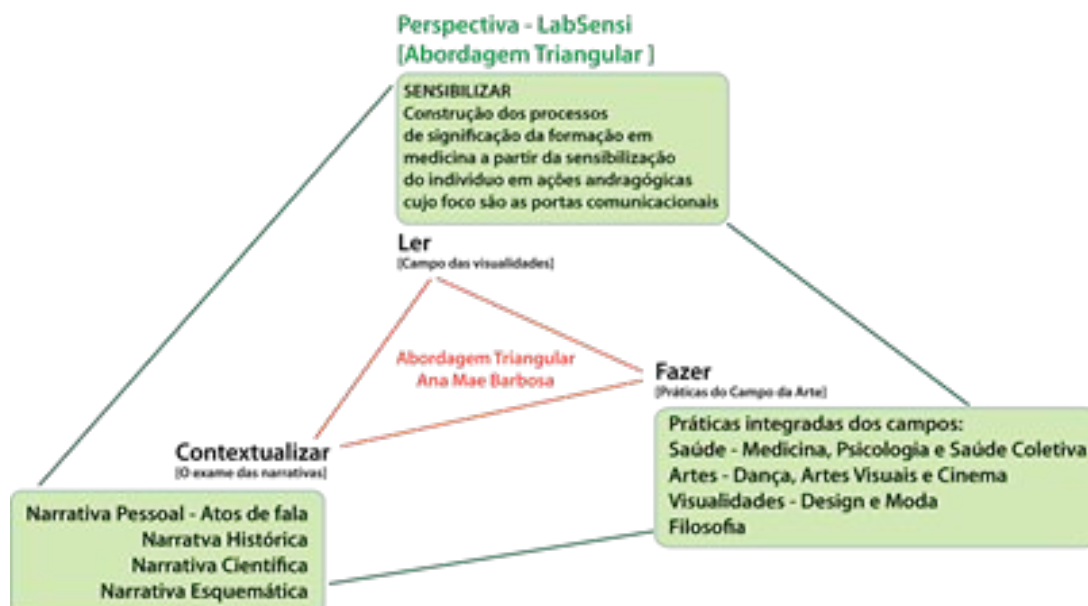 Perspectiva - LabSensi
[Abordagem Triangular ]
SENSIBILIZAR
Construção dos processos
de significação da formação em
medicina a partir da sensibilização
do individuo em ações andragógicas
cujo foco são as portas comunicacionais
Ler
[Campo das visualidades]
Abordagem Triangular
Ana Mae Barbosa
Fazer
[Práticas do Campo da Arte]
Contextualizar
[O exame das narrativas]
Práticas integradas dos campos:
Saúde - Medicina, Psicologia e Saúde Coletiva
Artes - Dança, Artes Visuais e Cinema
Visualidades - Design e Moda
Filosofia
Narrativa Pessoal - Atos de fala
Narratva Histórica
Narrativa Científica
Narrativa Esquemática